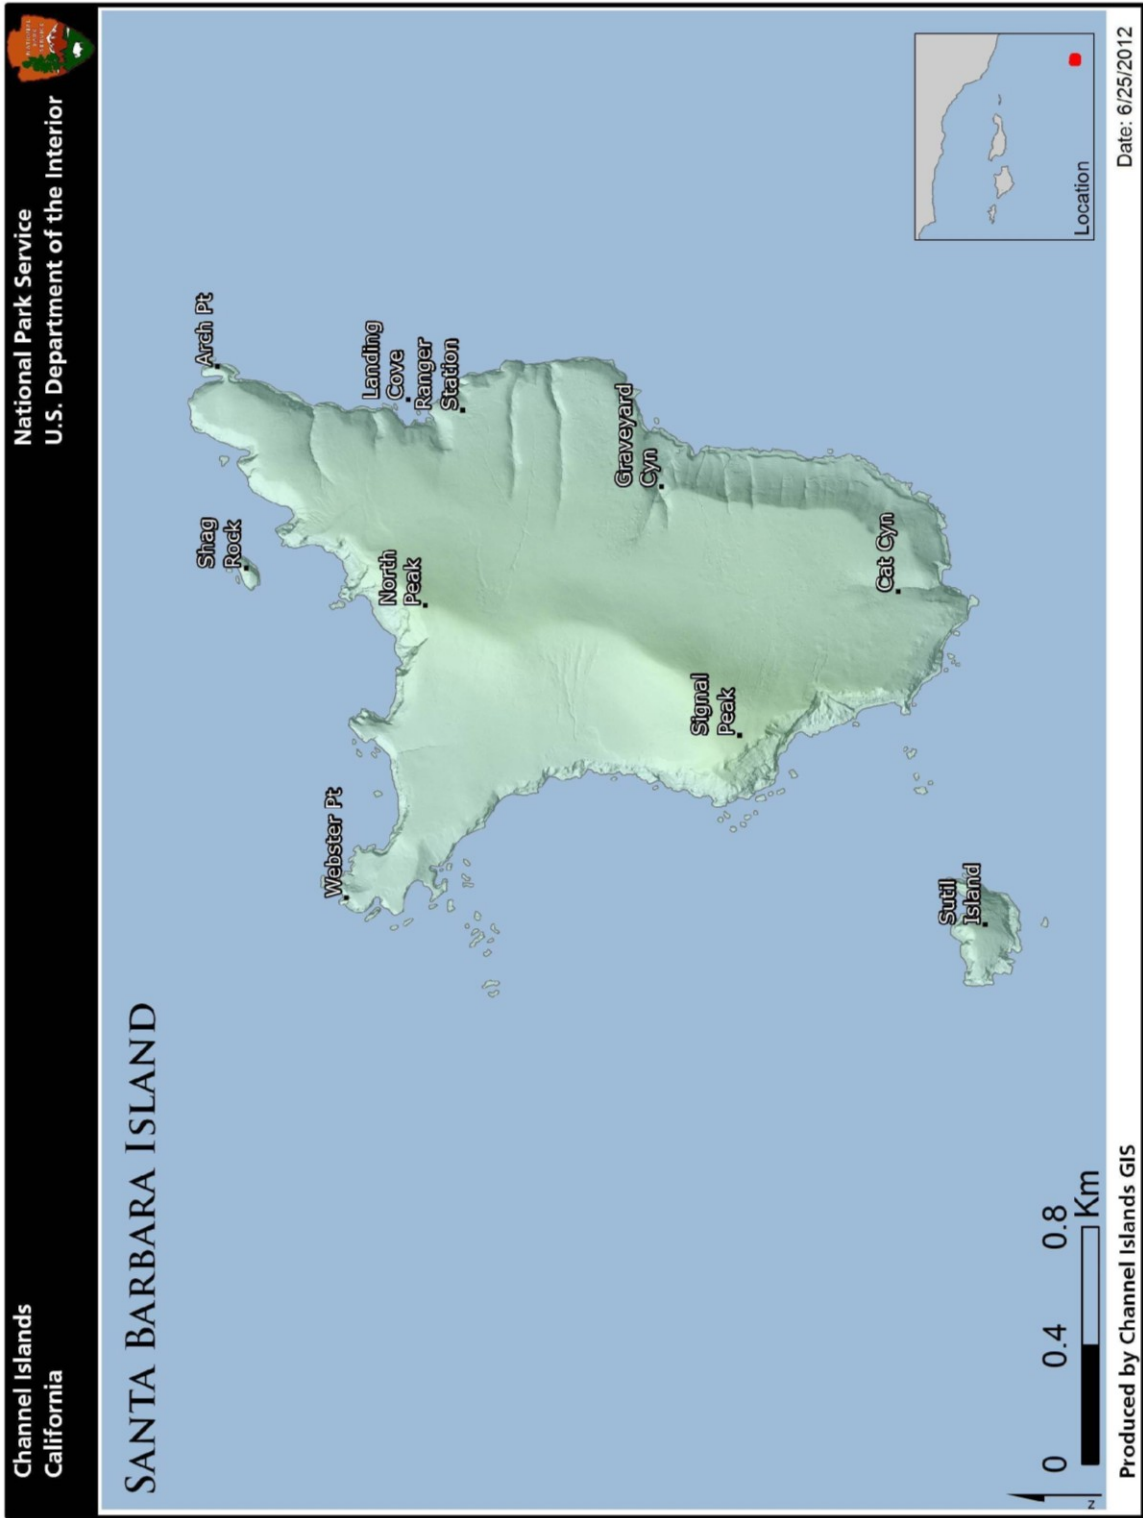 Channel Islands
California
National Park Service
U.S. Department of the Interior
SANTA BARBARA ISLAND
Arch Pt
Shag
Rock
Webster Pt
Landing
Cove
North
Peak
Ranger
Station
Graveyard
Cyn
Signal
Peak
Cat Cyn
Sutil
Island
Location
N
0 0.4 0.8
Km
Produced by Channel Islands GIS
Date: 6/25/2012